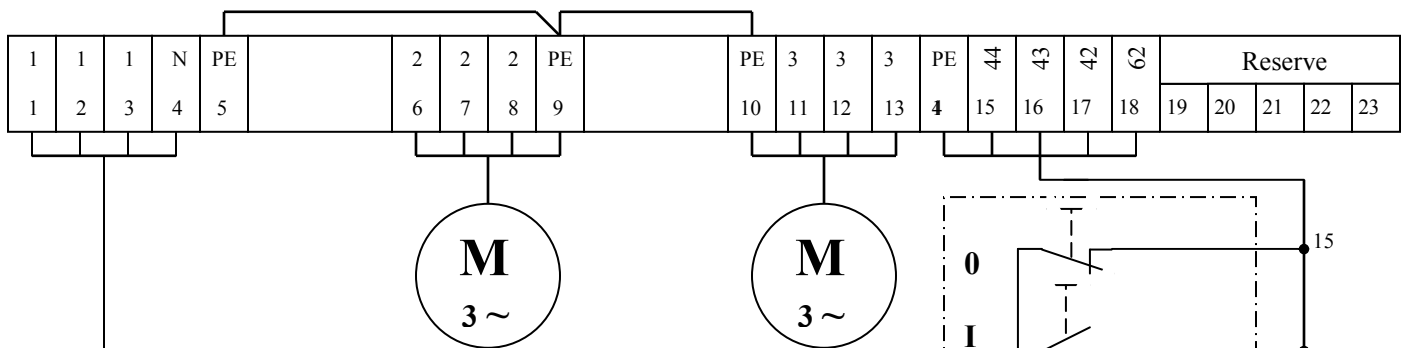 1 1 1 N PE 2 2 2 PE PE 3 3 3 PE 44 43 42 62 Reserve
1 2 3 4 5 6 7 8 9 10 11 12 13 15 16 17 18 19 20 21 22 23
15
M M 0
3 ~ 3 ~
I